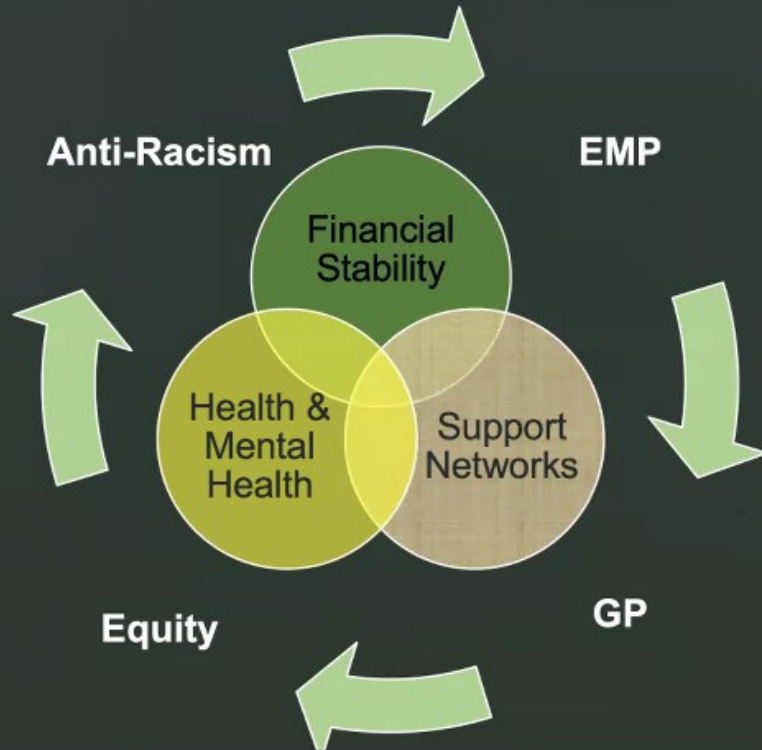 Anti-Racism
EMP
Financial
Stability
Health &
Mental
Health
Support
Networks
Equity
GP